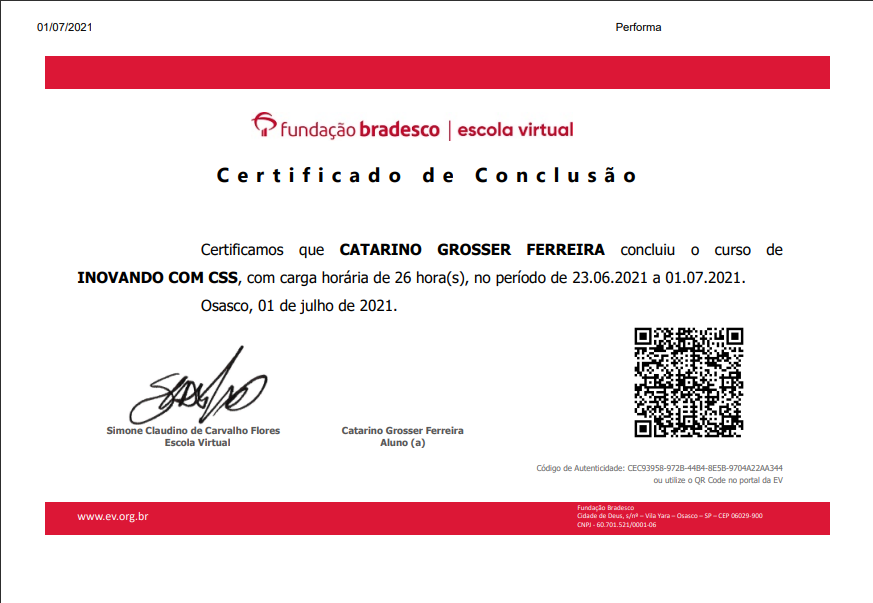 01/07/2021 Performa
fundação bradesco | escola virtual
Certificado de Conclusão
Certificamos que CATARINO GROSSER FERREIRA concluiu o curso de
INOVANDO COM CSS, com carga horária de 26 hora(s), no período de 23.06.2021 a 01.07.2021.
Osasco, 01 de julho de 2021.
Simone Claudino de Carvalho Flores
Escola Virtual
Catarino Grosser Ferreira
Aluno (a)
Código de Autenticidade: CEC93958-972B-44B4-8E5B-9704A22AA344
ou utilize o QR Code no portal da EV
www.ev.org.br
Fundação Bradesco
Cidade de Deus, s/nº – Vila Yara – Osasco – SP – CEP 06029-900
CNPJ - 60.701.521/0001-06